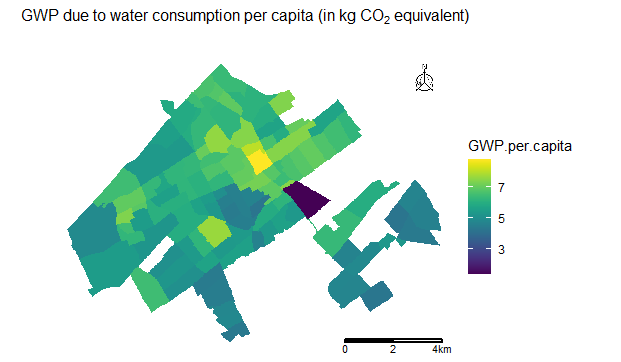 GWP due to water consumption per capita (in kg CO₂ equivalent)
N
GWP.per.capita
7
5
3
0 2 4km